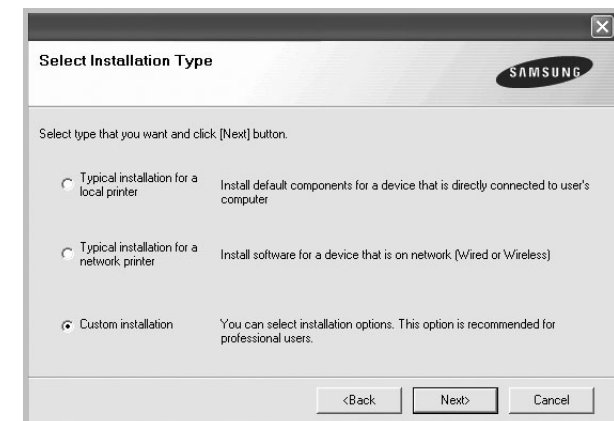 Select Installation Type
SAMSUNG
Select type that you want and click [Next] button.
Typical installation for a
local printer
Install default components for a device that is directly connected to user's
computer
Typical installation for a
network printer
Install software for a device that is on network (Wired or Wireless)
Custom installation
You can select installation options. This option is recommended for
professional users.
<Back
Next>
Cancel